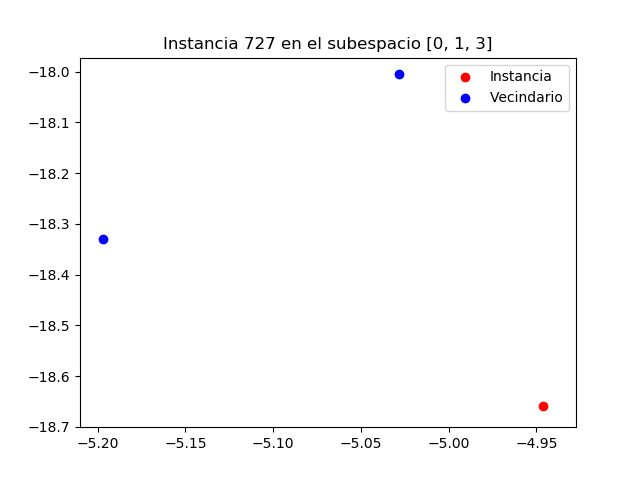 Instancia 727 en el subespacio [0, 1, 3]
Instancia
Vecindario
−18.0
−18.1
−18.2
−18.3
−18.4
−18.5
−18.6
−18.7
−5.20 −5.15 −5.10 −5.05 −5.00 −4.95